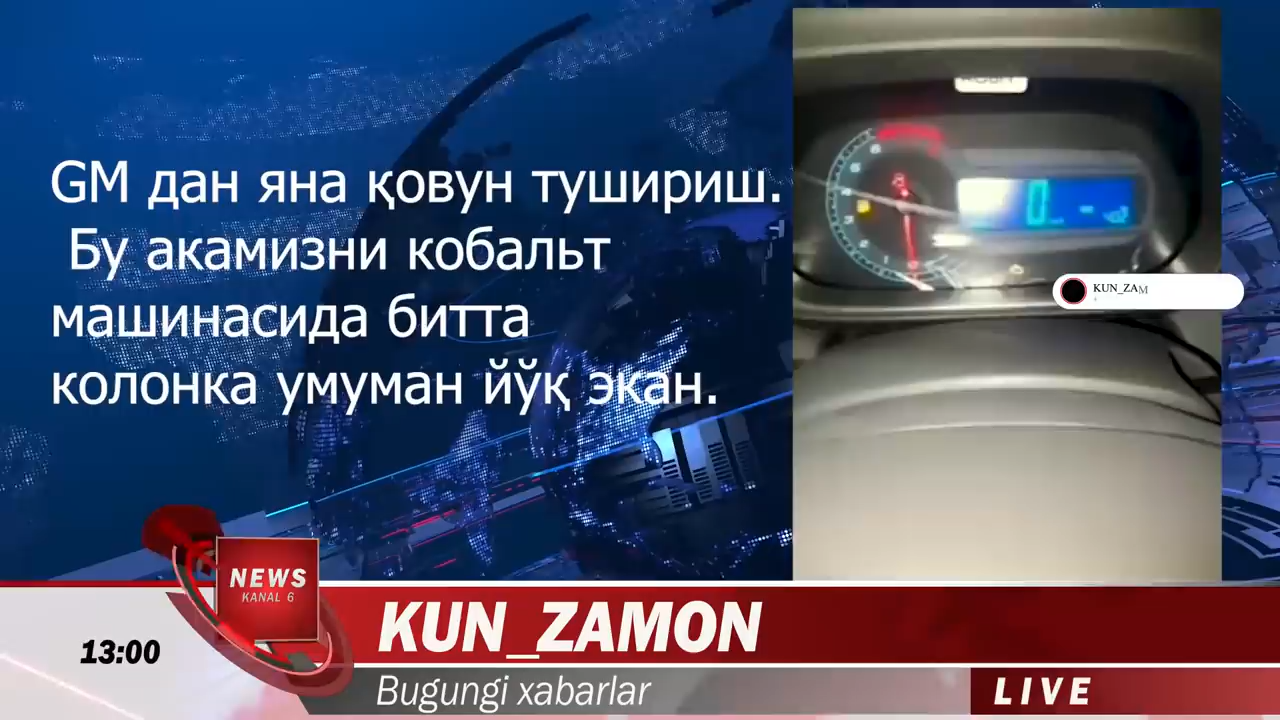 GM дан яна қовун тушириш.
Бу акамизни кобальт
машинасида битта
колонка умуман йўқ экан.
KUN_ZAM
NEWS
KANAL 6
13:00
KUN_ZAMON
Bugungi xabarlar
LIVE